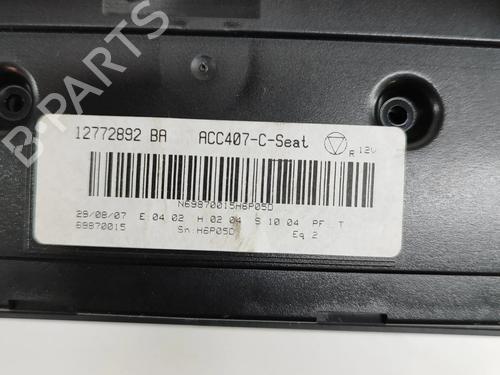 B-PARTS
12772892 BA ACC407-C-Seat R 12V
N69870015H6P05D
29/08/07 E:04 02 H:02 04 S:10 04 PF: T
69870015 Sn:H6P05D Eq 2